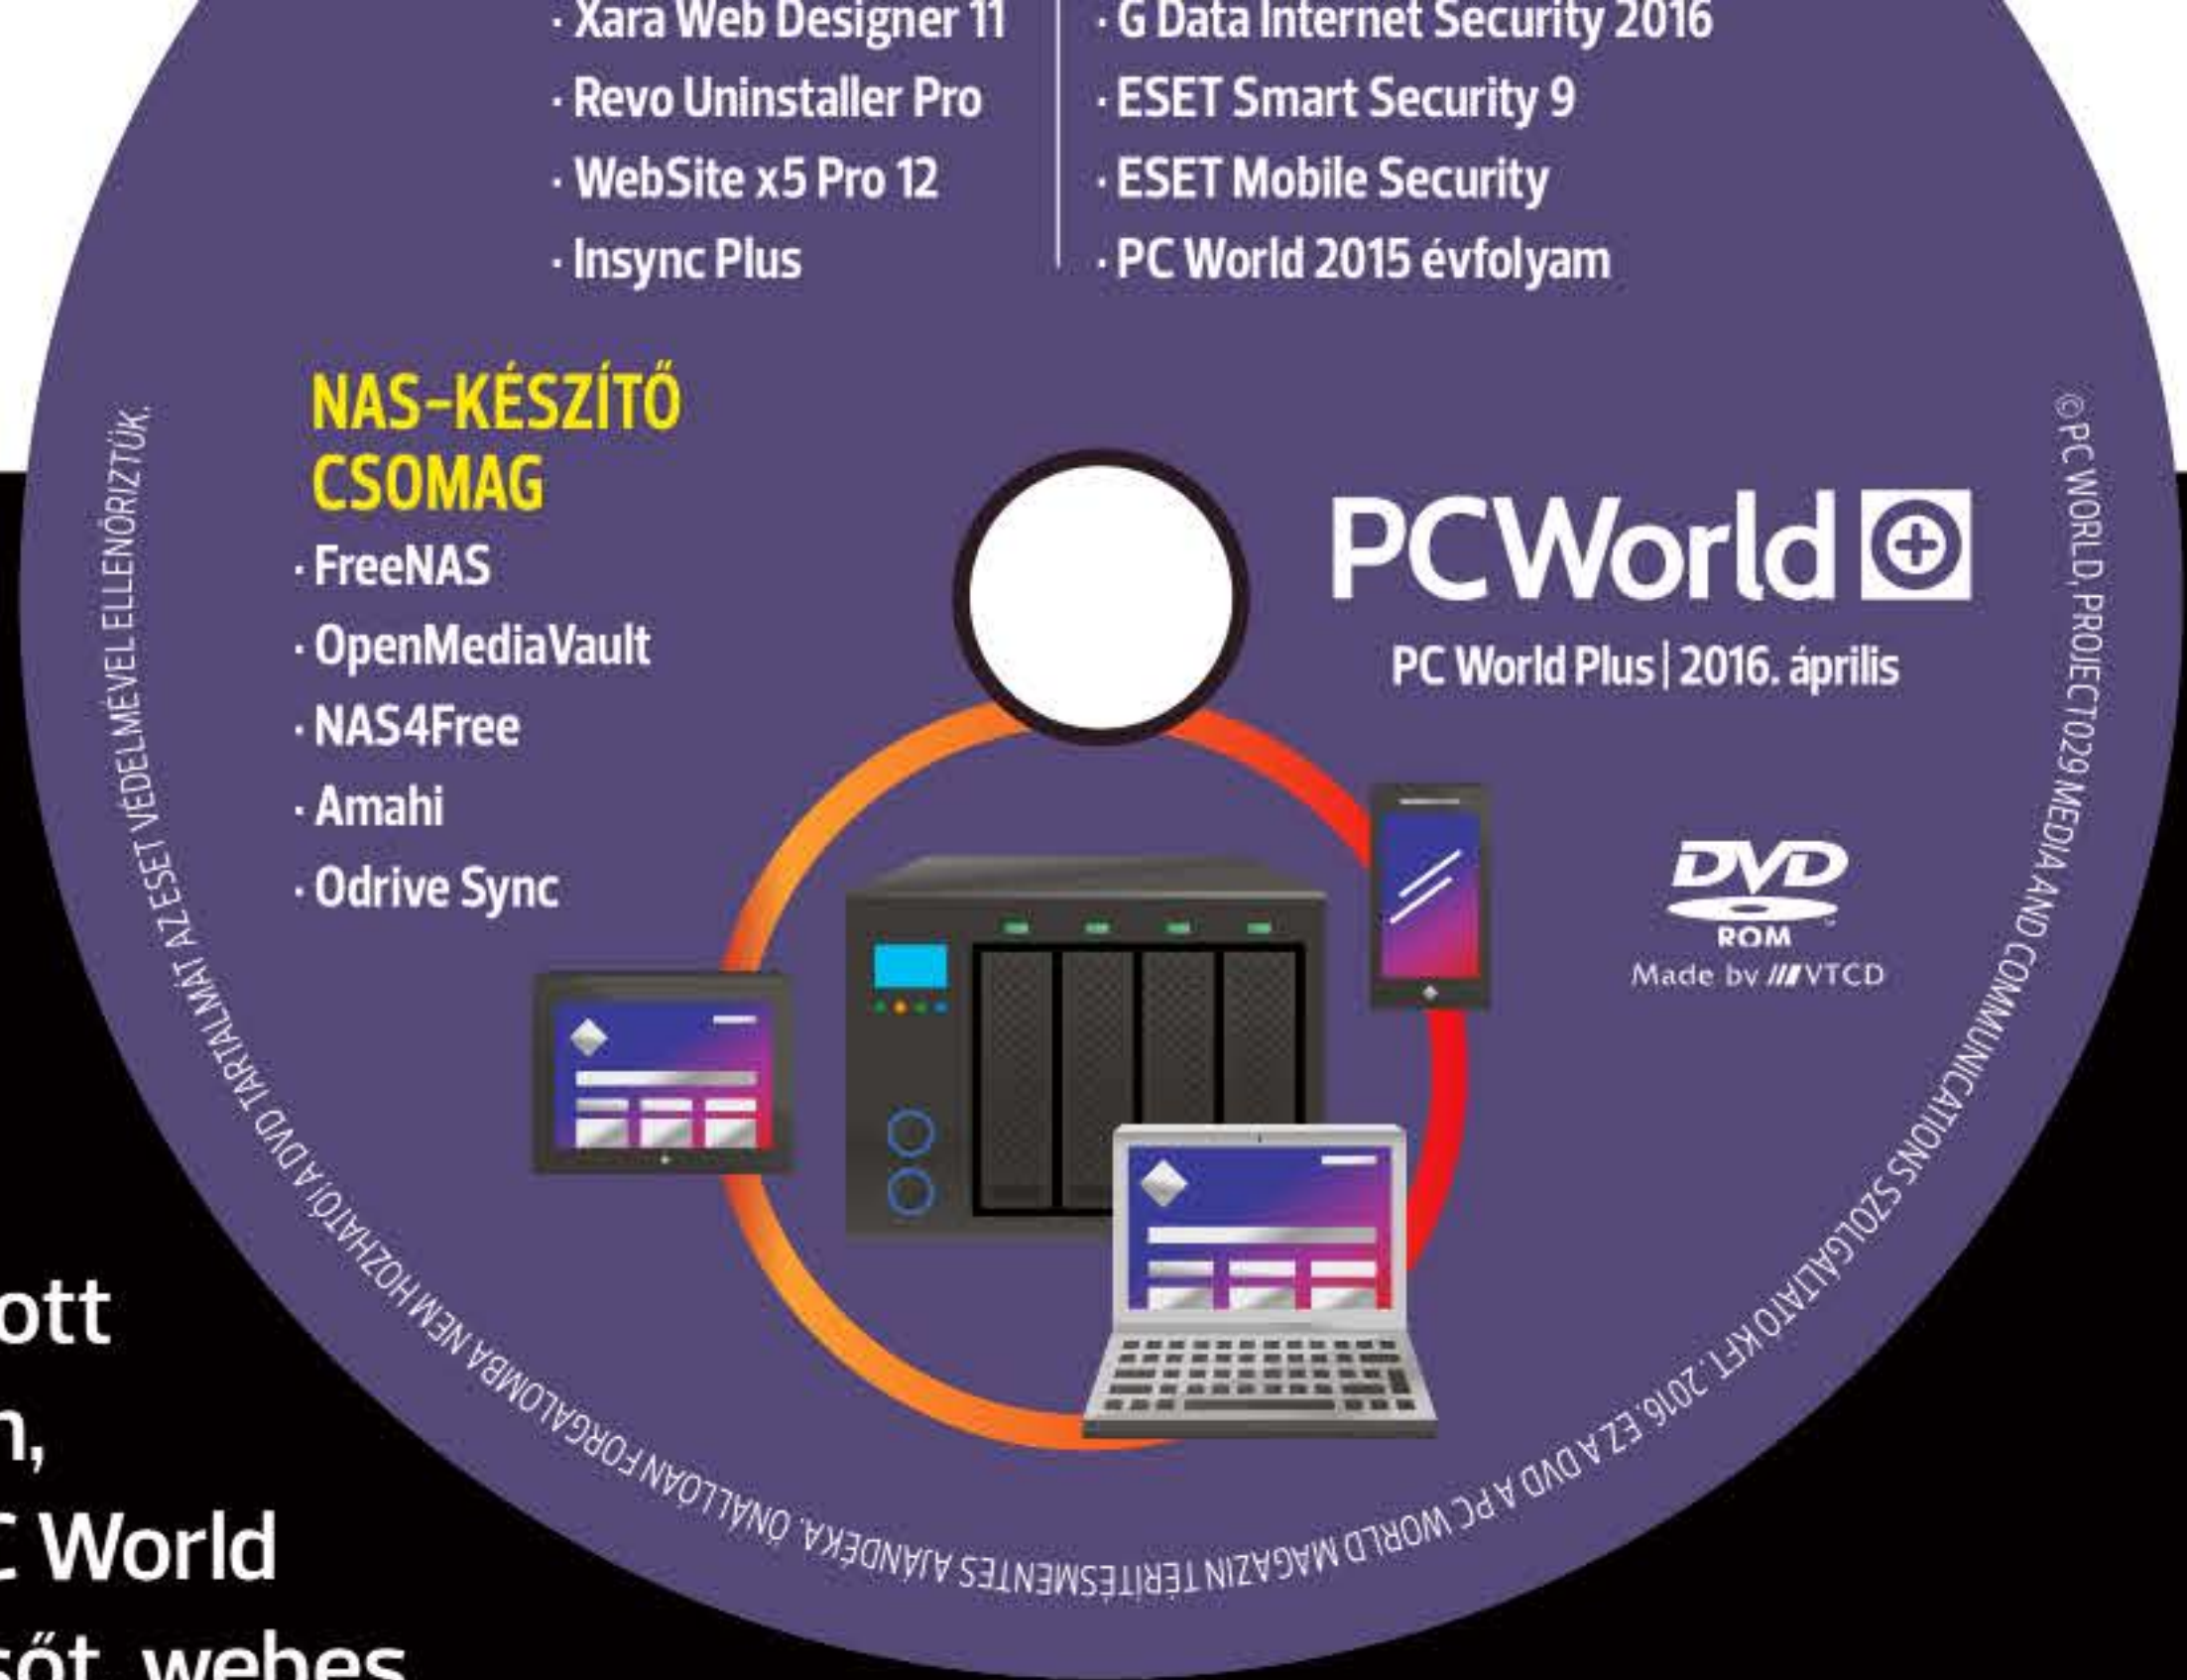 · Xara Web Designer 11
· Revo Uninstaller Pro
· WebSite x5 Pro 12
· Insync Plus
· G Data Internet Security 2016
· ESET Smart Security 9
· ESET Mobile Security
· PC World 2015 évfolyam
NAS-KÉSZÍTŐ
CSOMAG
· FreeNAS
· OpenMediaVault
· NAS4Free
· Amahi
· Odrive Sync
PCWorld
PC World Plus | 2016. április
DVD
ROM
Made by VTCD
© PC WORLD, PROJECT029 MEDIA AND COMMUNICATIONS SZOLGÁLTATÓ KFT. 2016. EZ A DVD A PC WORLD MAGAZIN TÉRÍTÉSMENTES AJÁNDÉKA. ÖNÁLLÓAN FORGALOMBA NEM HOZHATÓ! A DVD TARTALMÁT AZ ESET VÉDELMÉVEL ELLENŐRIZTÜK.
ott
C World
sőt, webes